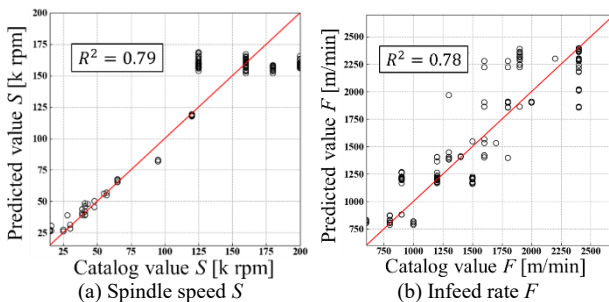 Predicted value S [k rpm]
200
175
150
125
100
75
50
25
R² = 0.79
25 50 75 100 125 150 175 200
Catalog value S [k rpm]
(a) Spindle speed S
Predicted value F [m/min]
2500
2250
2000
1750
1500
1250
1000
750
R² = 0.78
750 1000 1250 1500 1750 2000 2250 2500
Catalog value F [m/min]
(b) Infeed rate F